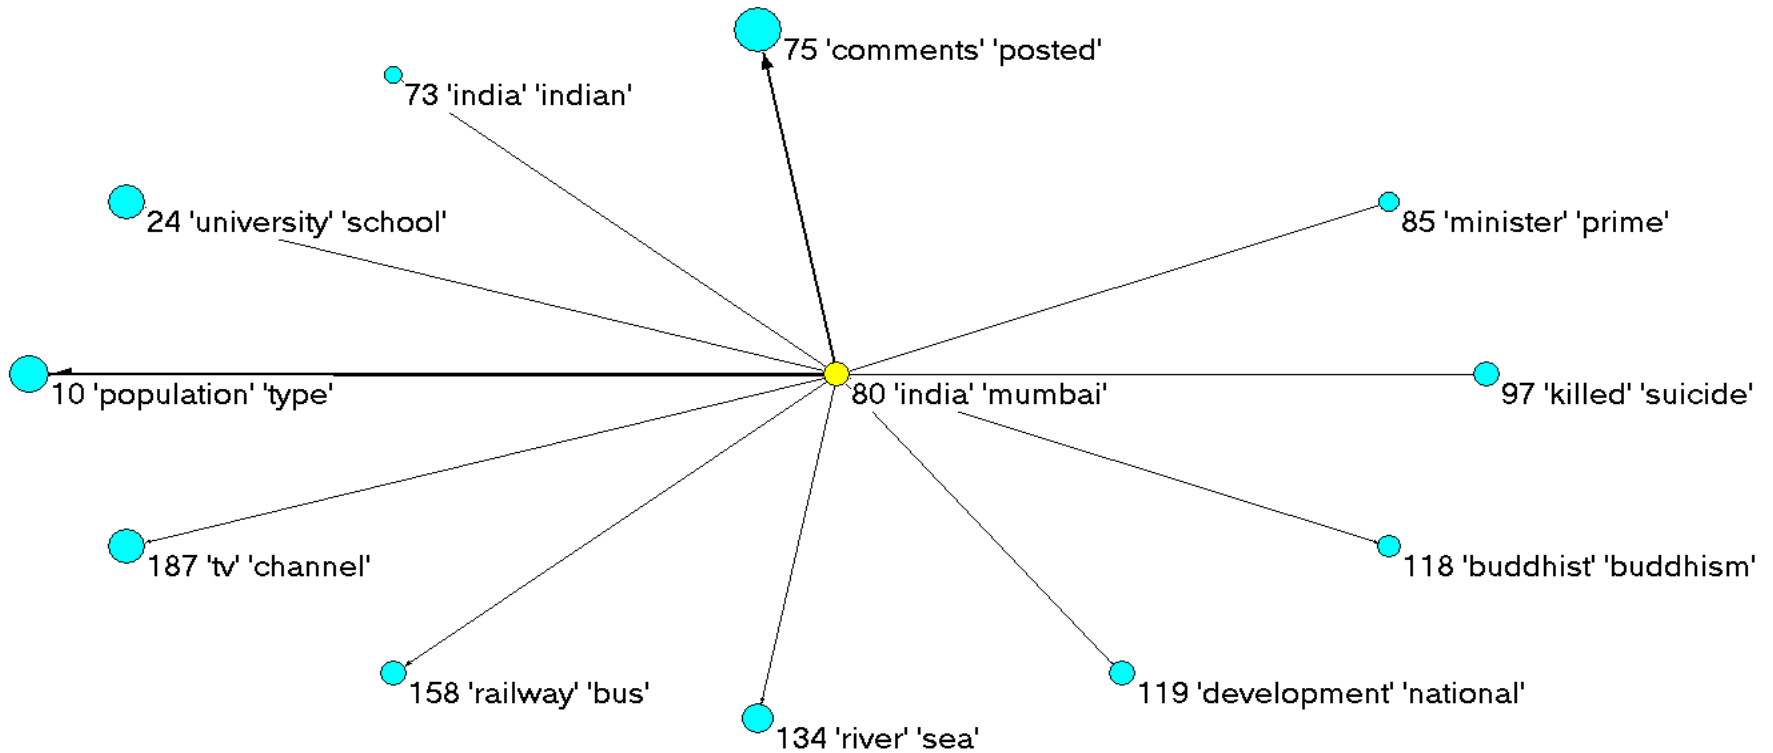 75 'comments' 'posted'
73 'india' 'indian'
24 'university' 'school'
85 'minister' 'prime'
10 'population' 'type'
80 'india' 'mumbai'
97 'killed' 'suicide'
187 'tv' 'channel'
118 'buddhist' 'buddhism'
158 'railway' 'bus'
119 'development' 'national'
134 'river' 'sea'